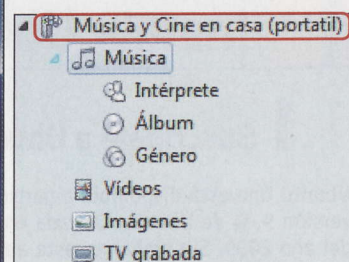 Música y Cine en casa (portatil)
Música
Intérprete
Álbum
Género
Vídeos
Imágenes
TV grabada